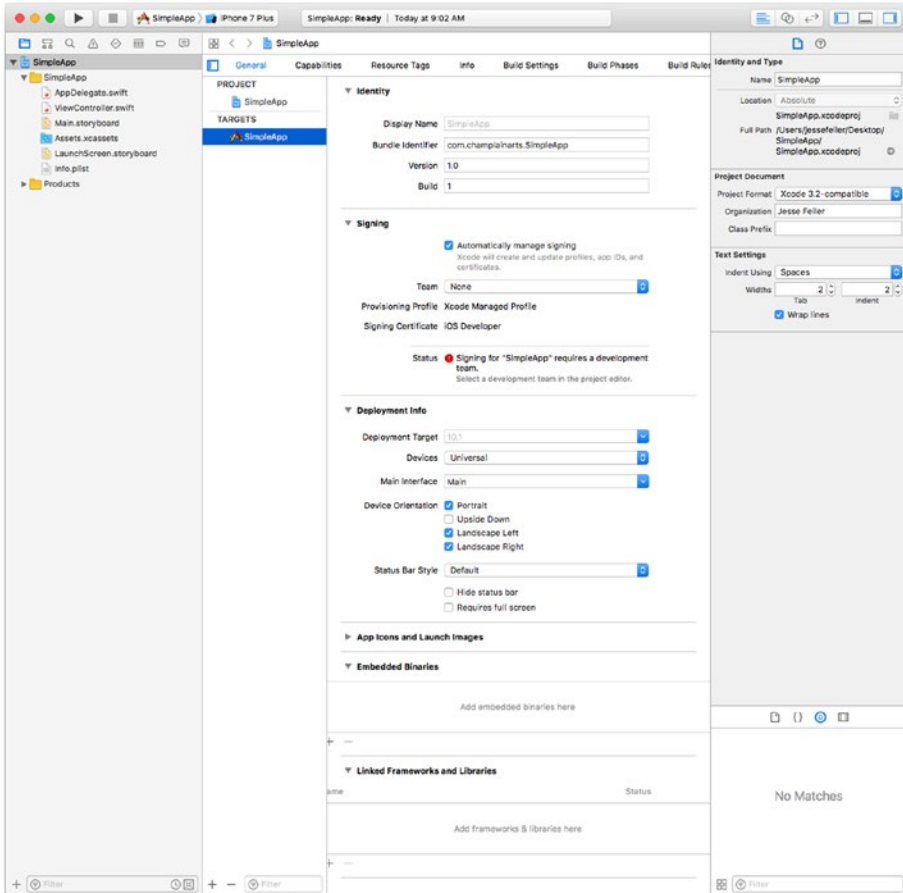 SimpleApp
iPhone 7 Plus
SimpleApp: Ready | Today at 9:02 AM
SimpleApp
SimpleApp
SimpleApp
AppDelegate.swift
ViewController.swift
Main.storyboard
Assets.xcassets
LaunchScreen.storyboard
Info.plist
Products
Filter
General
Capabilities
Resource Tags
Info
Build Settings
Build Phases
Build Rules
PROJECT
SimpleApp
TARGETS
SimpleApp
Filter
Identity
Display Name SimpleApp
Bundle Identifier com.champlainarts.SimpleApp
Version 1.0
Build 1
Signing
Automatically manage signing
Xcode will create and update profiles, app IDs, and
certificates.
Team None
Provisioning Profile Xcode Managed Profile
Signing Certificate iOS Developer
Status Signing for "SimpleApp" requires a development
team.
Select a development team in the project editor.
Deployment Info
Deployment Target 10.1
Devices Universal
Main Interface Main
Device Orientation Portrait
Upside Down
Landscape Left
Landscape Right
Status Bar Style Default
Hide status bar
Requires full screen
App Icons and Launch Images
Embedded Binaries
Add embedded binaries here
Linked Frameworks and Libraries
ame Status
Add frameworks & libraries here
Identity and Type
Name SimpleApp
Location Absolute
SimpleApp.xcodeproj
Full Path /Users/jessefeiler/Desktop/
SimpleApp/
SimpleApp.xcodeproj
Project Document
Project Format Xcode 3.2-compatible
Organization Jesse Feiler
Class Prefix
Text Settings
Indent Using Spaces
Widths 2 2
Tab Indent
Wrap lines
No Matches
Filter